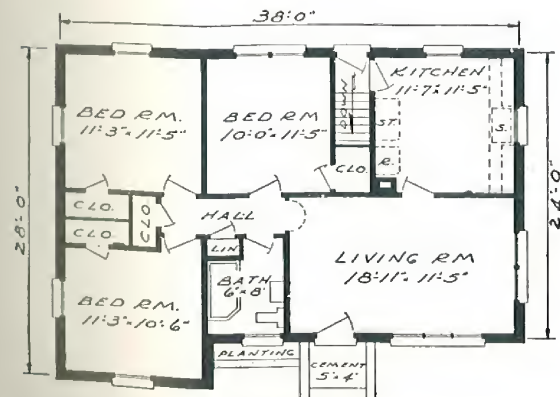 38'-0"
BED RM.
11'-3" x 11'-5"
BED RM
10'-0" x 11'-5"
DOWN
KITCHEN
11'-7" x 11'-5"
ST.
S.
R.
CLO.
CLO.
CLO.
CLO.
HALL
LIN
28'-0"
24'-0"
BATH
6' x 8'
LIVING RM
18'-11" x 11'-5"
BED RM.
11'-3" x 10'-6"
PLANTING
CEMENT
5' x 4'